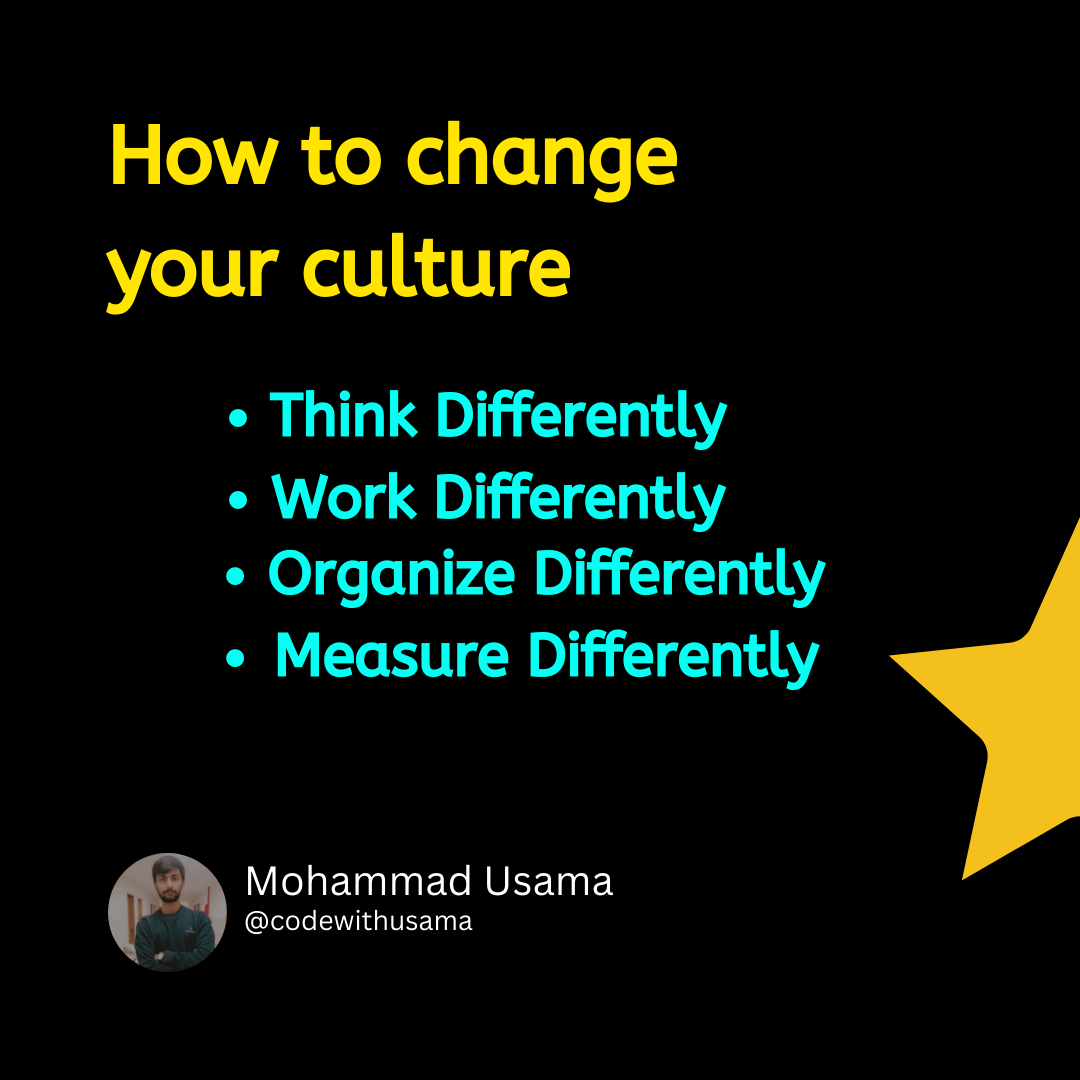 How to change
your culture
• Think Differently
• Work Differently
• Organize Differently
• Measure Differently
Mohammad Usama
@codewithusama